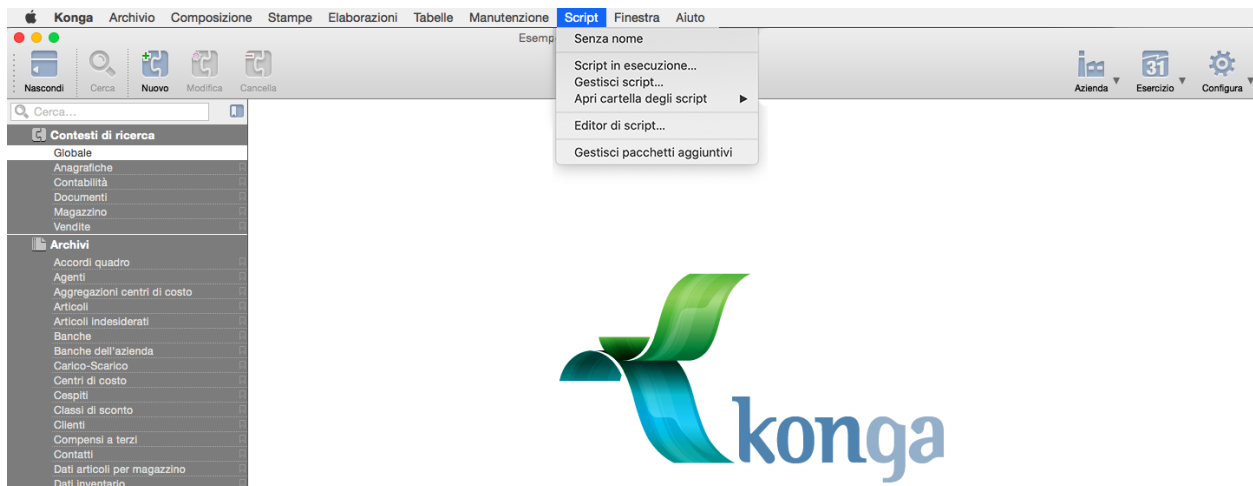 Konga Archivio Composizione Stampe Elaborazioni Tabelle Manutenzione Script Finestra Aiuto
Esemp
Senza nome
Script in esecuzione...
Gestisci script...
Apri cartella degli script
Editor di script...
Gestisci pacchetti aggiuntivi
Nascondi Cerca Nuovo Modifica Cancella
31
Azienda Esercizio Configura
Cerca...
Contesti di ricerca
Globale
Anagrafiche
Contabilità
Documenti
Magazzino
Vendite
Archivi
Accordi quadro
Agenti
Aggregazioni centri di costo
Articoli
Articoli indesiderati
Banche
Banche dell'azienda
Carico-Scarico
Centri di costo
Cespiti
Classi di sconto
Clienti
Compensi a terzi
Contatti
Dati articoli per magazzino
Dati inventario
konga